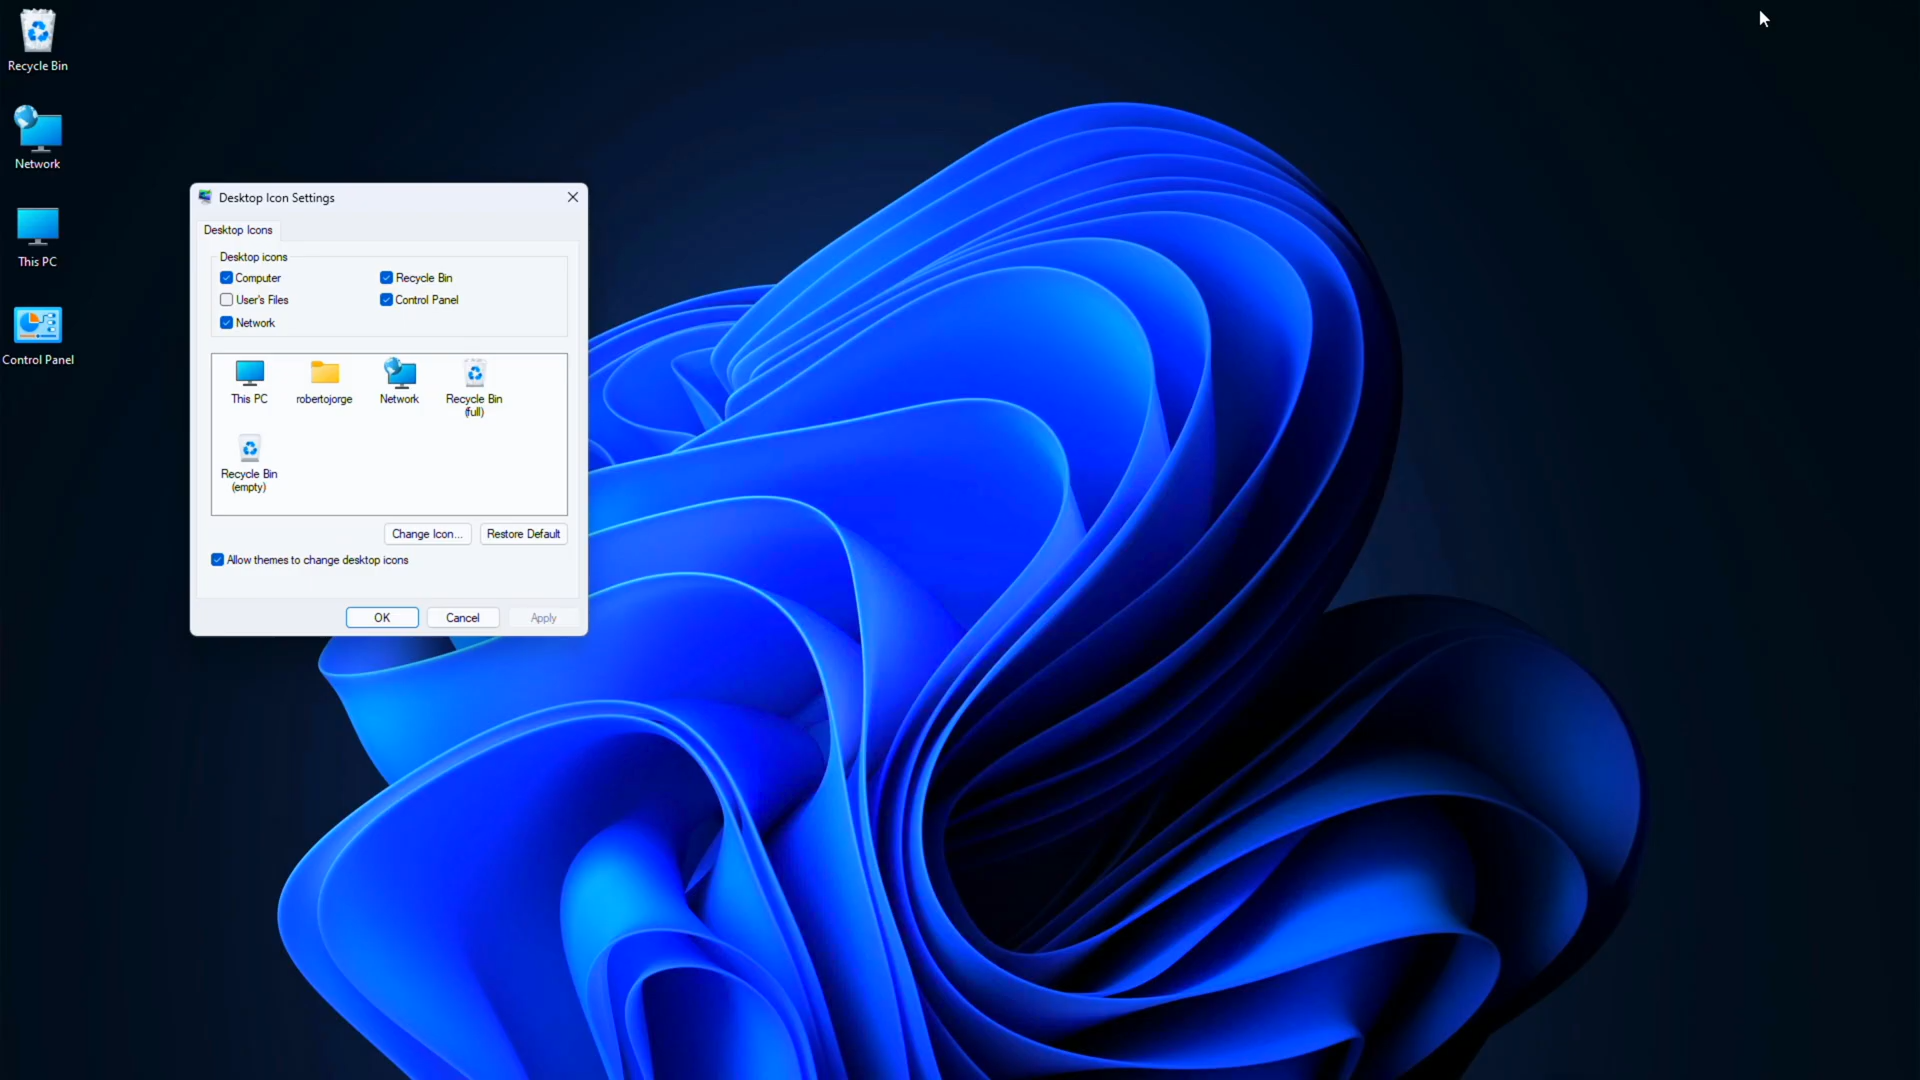 Recycle Bin
Network
This PC
Control Panel
Desktop Icon Settings
Desktop Icons
Desktop icons
Computer
Recycle Bin
User's Files
Control Panel
Network
This PC
robertojorge
Network
Recycle Bin
(full)
Recycle Bin
(empty)
Change Icon...
Restore Default
Allow themes to change desktop icons
OK
Cancel
Apply